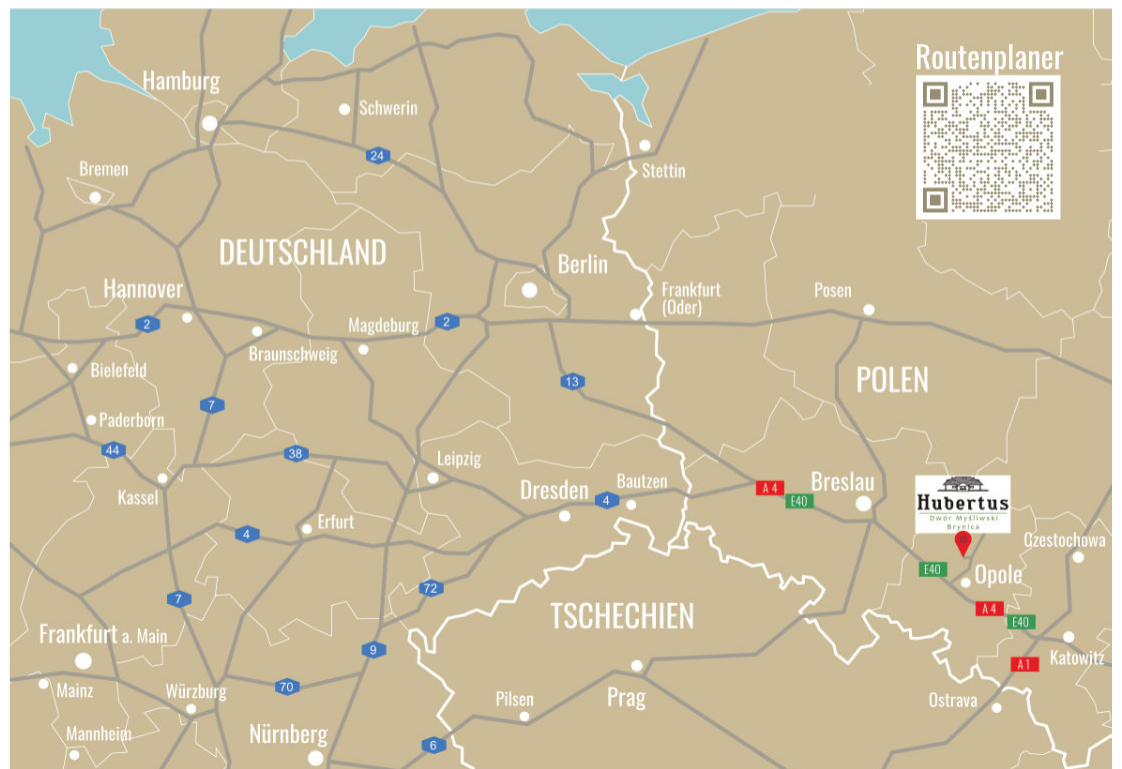 Routenplaner
Hamburg
Schwerin
24
Bremen
Stettin
DEUTSCHLAND
Berlin
Hannover
Frankfurt
(Oder)
Posen
2
Magdeburg
2
Braunschweig
Bielefeld
13
POLEN
7
Paderborn
44
38
Leipzig
Kassel
Dresden
4
Bautzen
A 4
E40
Breslau
Hubertus
Dwór Myśliwski
Brynica
4
Erfurt
Czestochowa
E40
Opole
7
72
A 4
E40
TSCHECHIEN
Frankfurt a. Main
9
Katowitz
A 1
Mainz
Würzburg
70
Pilsen
Prag
Ostrava
Mannheim
Nürnberg
6